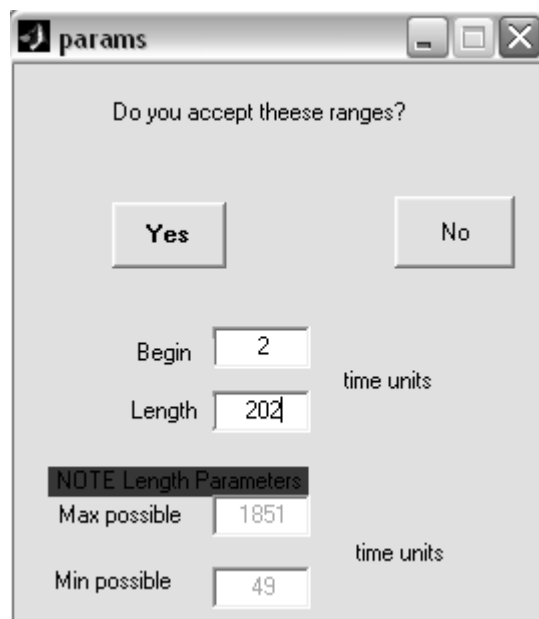 params
Do you accept theese ranges?
Yes
No
Begin 2
time units
Length 202
NOTE Length Parameters
Max possible 1851
time units
Min possible 49